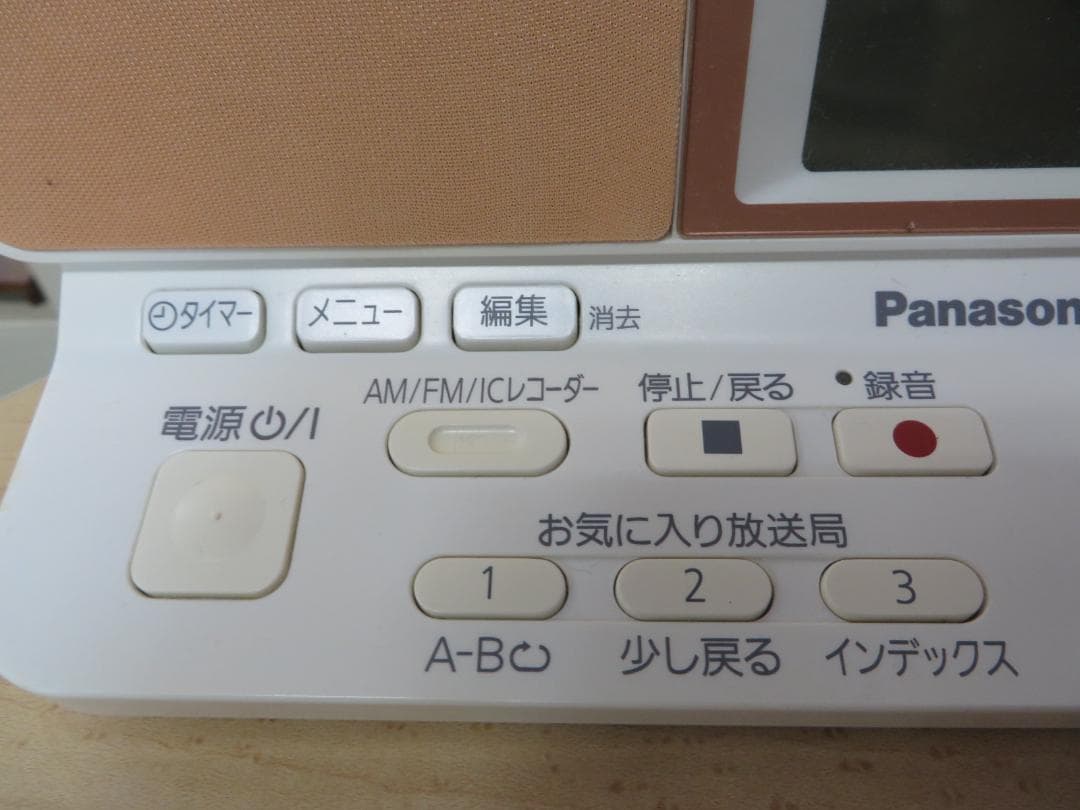 タイマー メニュー 編集 消去
Panason
AM/FM/ICレコーダー 停止/戻る 録音
電源 ⏻/I
お気に入り放送局
1 2 3
A-B 少し戻る インデックス